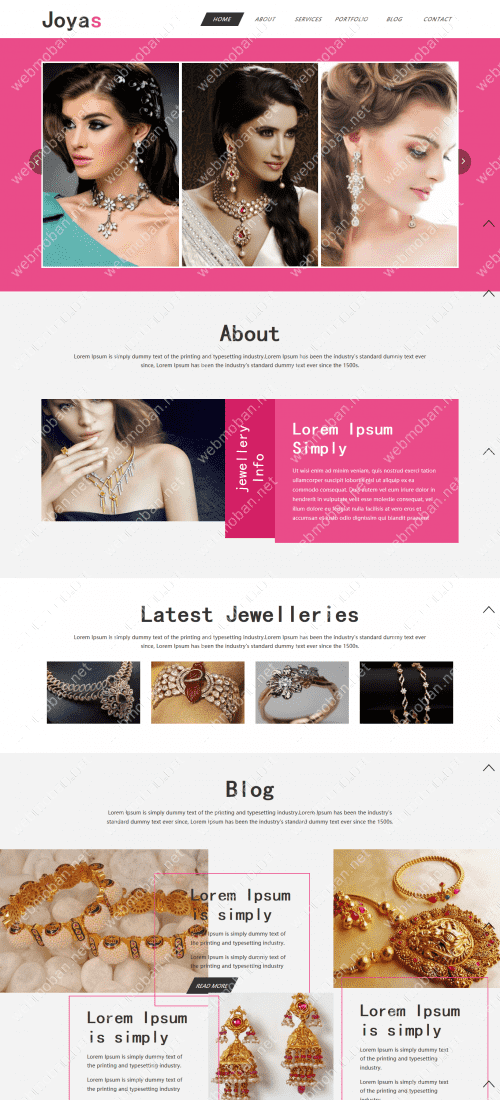 Joyas
HOME ABOUT SERVICES PORTFOLIO BLOG CONTACT
webmoban.net
About
Lorem Ipsum is simply dummy text of the printing and typesetting industry.Lorem Ipsum has been the industry's standard dummy text ever
since, Lorem Ipsum has been the industry's standard dummy text ever since the 1500s.
jewellery
Info
Lorem Ipsum
Simply
Ut wisi enim ad minim veniam, quis nostrud exerci tation
ullamcorper suscipit lobortis nisl ut aliquip ex ea
commodo consequat. Duis autem vel eum iriure dolor in
hendrerit in vulputate velit esse molestie consequat, vel
illum dolore eu feugiat nulla facilisis at vero eros et
accumsan et iusto odio dignissim qui blandit praesent
Latest Jewelleries
Lorem Ipsum is simply dummy text of the printing and typesetting industry.Lorem Ipsum has been the industry's standard dummy text ever
since, Lorem Ipsum has been the industry's standard dummy text ever since the 1500s.
Blog
Lorem Ipsum is simply dummy text of the printing and typesetting industry.Lorem Ipsum has been the industry's
standard dummy text ever since, Lorem Ipsum has been the industry's standard dummy text ever since the 1500s.
Lorem Ipsum
is simply
Lorem Ipsum is simply dummy text of
the printing and typesetting industry.
Lorem Ipsum is simply dummy text of
the printing and typesetting industry
READ MORE
Lorem Ipsum
is simply
Lorem Ipsum is simply dummy text of
the printing and typesetting industry.
Lorem Ipsum is simply dummy text of
the printing and typesetting industry
Lorem Ipsum
is simply
Lorem Ipsum is simply dummy text
of the printing and typesetting
industry.
Lorem Ipsum is simply dummy text